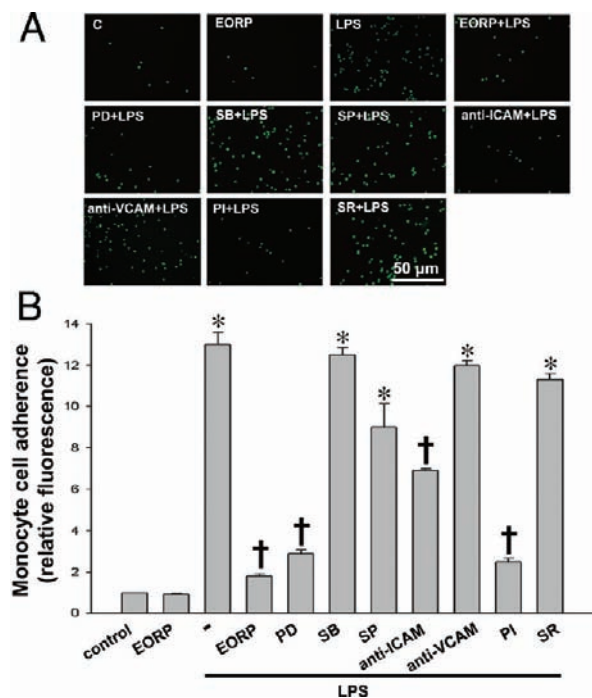 A
C EORP LPS EORP+LPS
PD+LPS SB+LPS SP+LPS anti-ICAM+LPS
anti-VCAM+LPS PI+LPS SR+LPS
50 µm
B
Monocyte cell adherence
(relative fluorescence)
14
12
10
8
6
4
2
0
* † † * * † * † *
control EORP - EORP PD SB SP anti-ICAM anti-VCAM PI SR
LPS